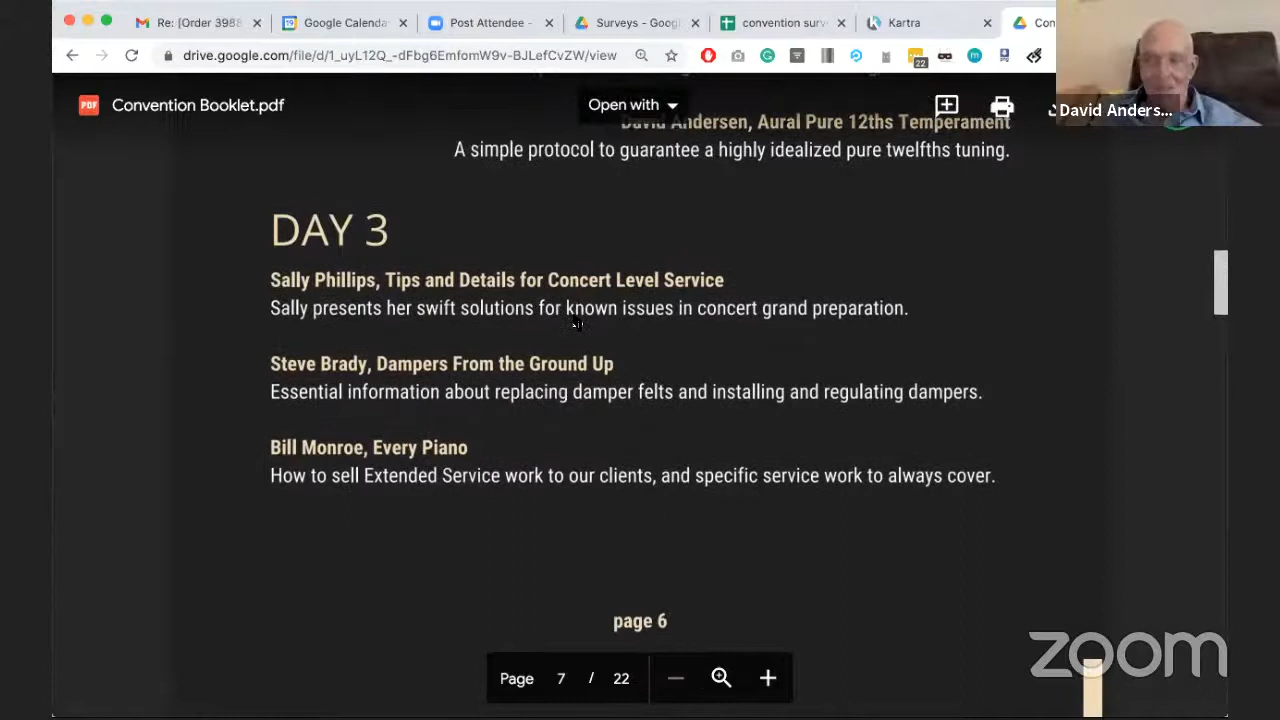 Re: [Order 3988
Google Calenda
Post Attendee -
Surveys - Goog
convention surv
Kartra
Con
drive.google.com/file/d/1_uyL12Q_-dFbg6EmfomW9v-BJLefCvZW/view
22
PDF
Convention Booklet.pdf
Open with
David Anders...
David Andersen, Aural Pure 12ths Temperament
A simple protocol to guarantee a highly idealized pure twelfths tuning.
DAY 3
Sally Phillips, Tips and Details for Concert Level Service
Sally presents her swift solutions for known issues in concert grand preparation.
Steve Brady, Dampers From the Ground Up
Essential information about replacing damper felts and installing and regulating dampers.
Bill Monroe, Every Piano
How to sell Extended Service work to our clients, and specific service work to always cover.
page 6
Page 7 / 22
zoom